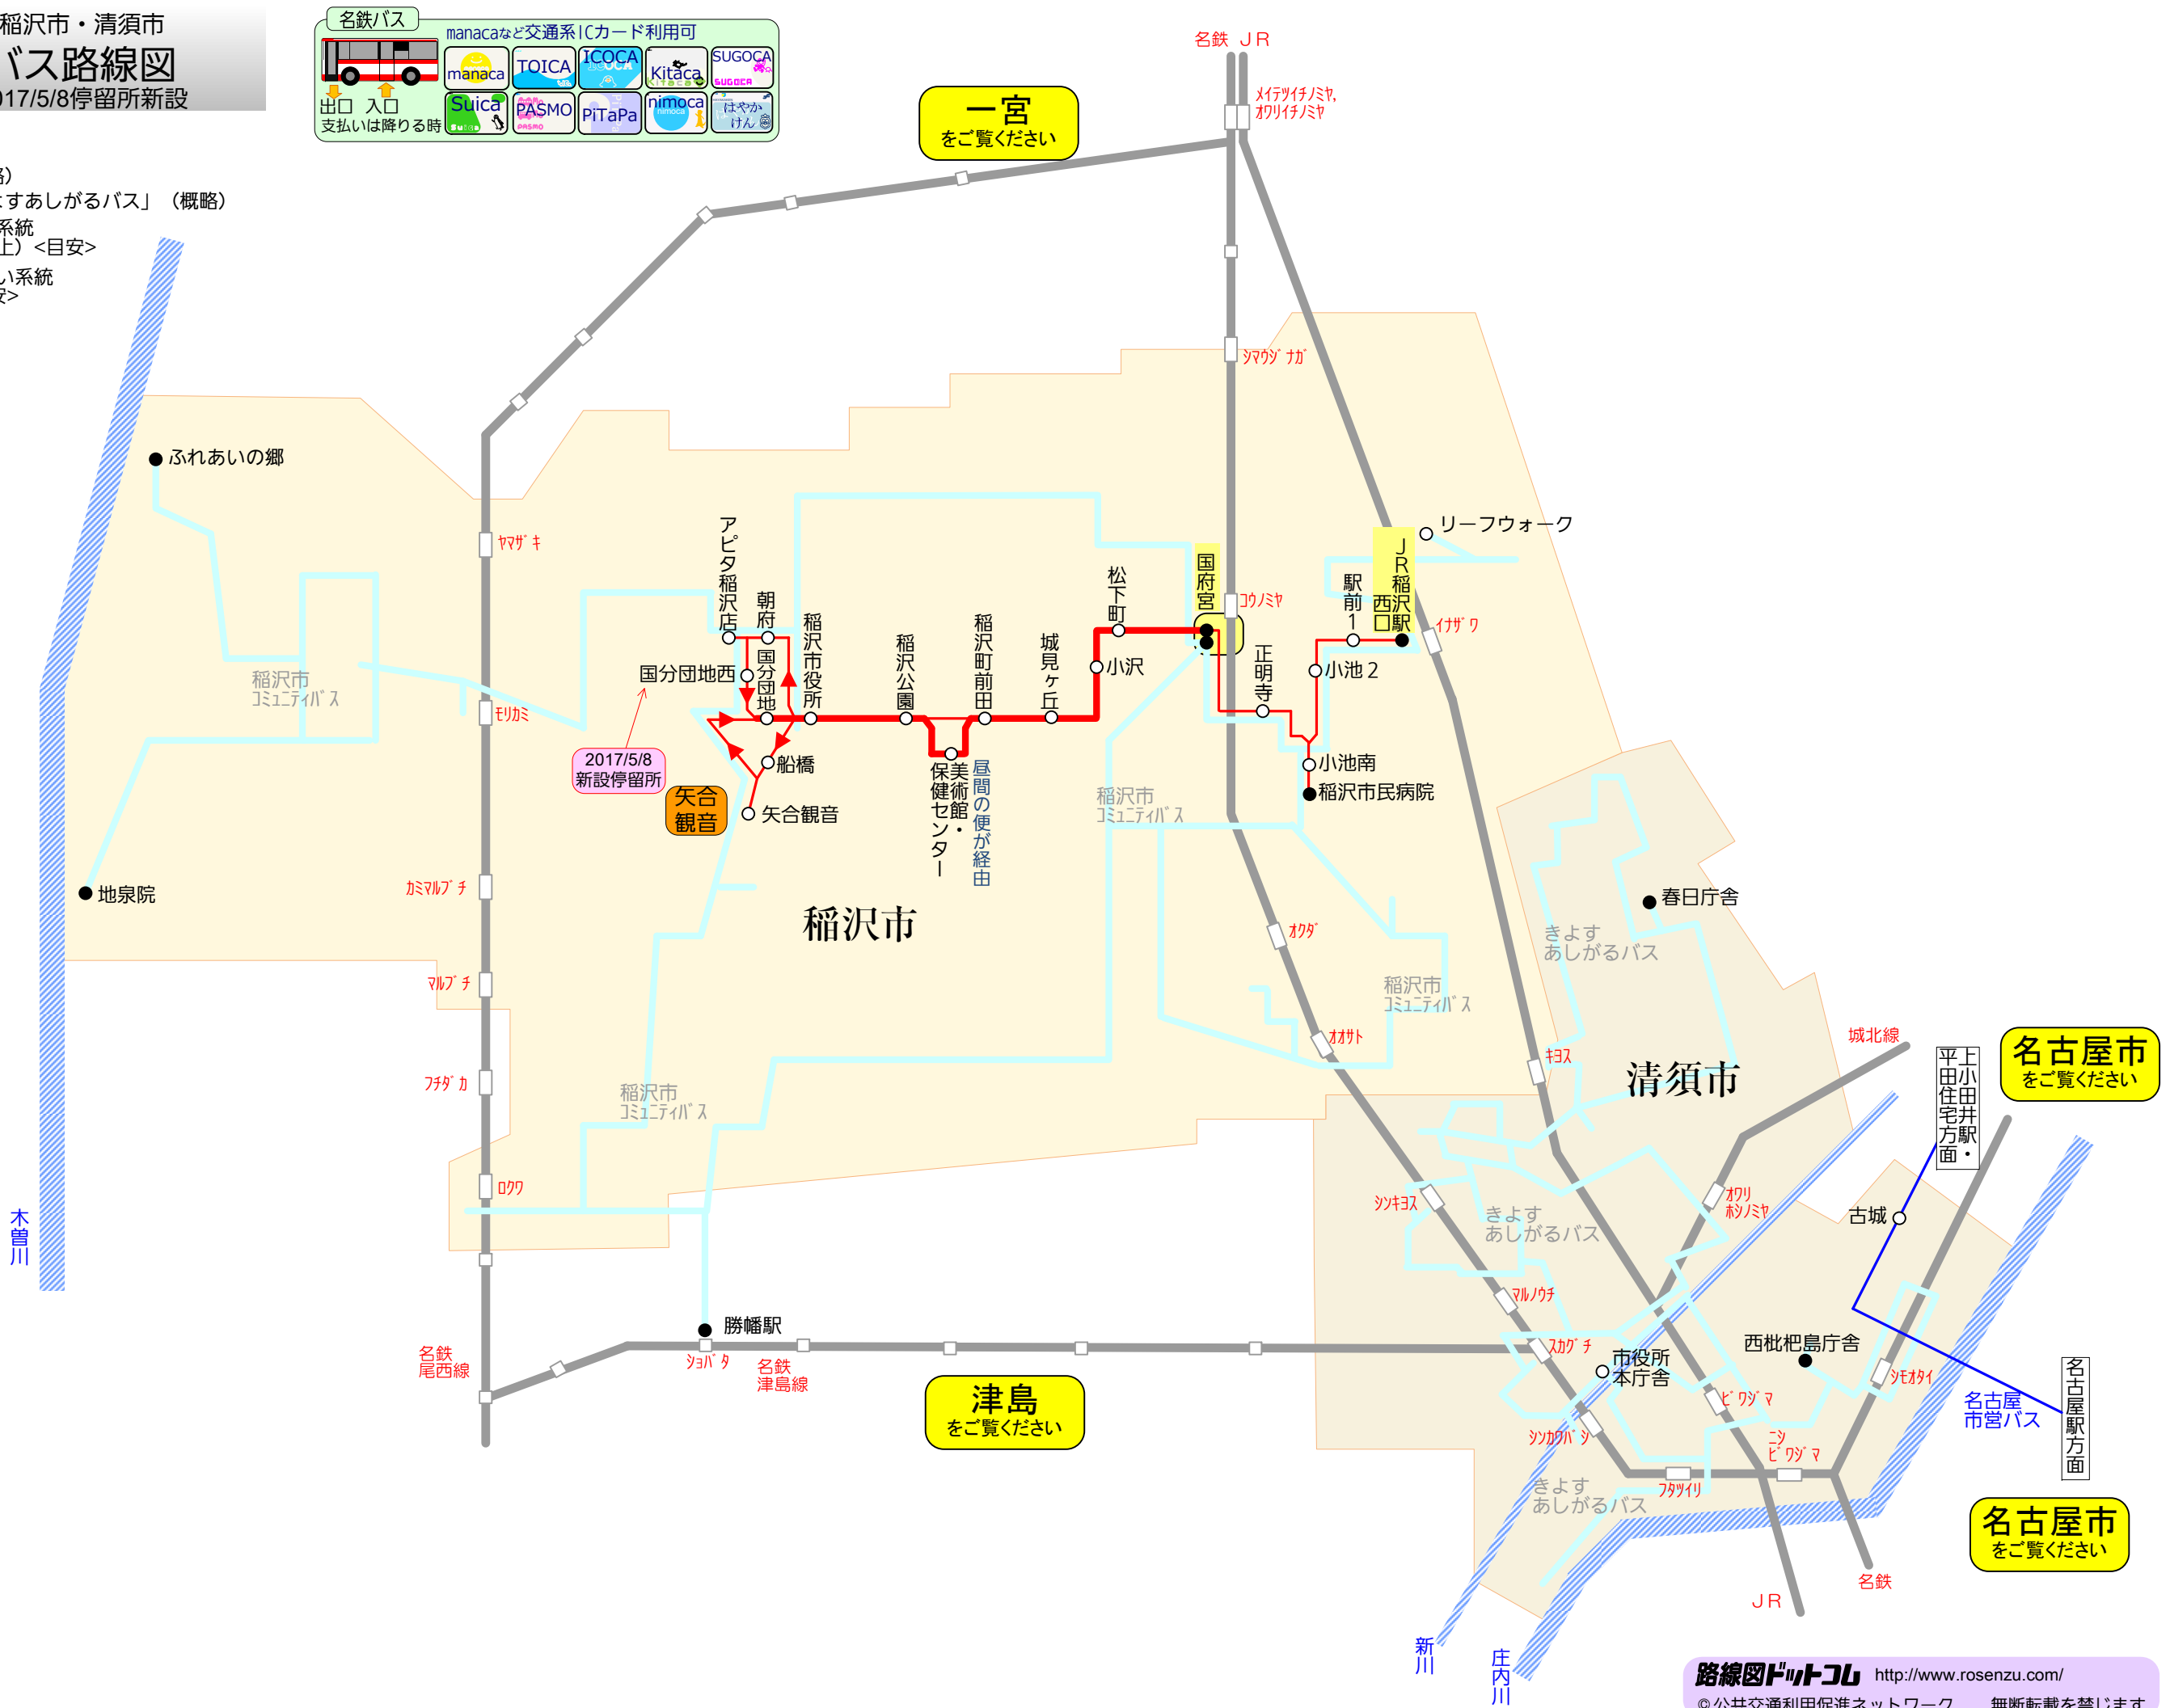 稲沢市・清須市
バス路線図
017/5/8停留所新設
名鉄バス
manacaなど交通系ICカード利用可
manaca
TOICA
ICOCA
Kitaca
SUGOCA
Suica
PASMO
PiTaPa
nimoca
はやか
けん
出口 入口
支払いは降りる時
すあしがるバス」（概略）
系統
上）<目安>
い系統
一宮
をご覧ください
名鉄 JR
ﾒｲﾃﾂｲﾁﾉﾐﾔ,
ｵﾜﾘｲﾁﾉﾐﾔ
ｼﾏｳｼﾞﾅｶﾞ
ふれあいの郷
ﾔﾏｻﾞｷ
アピタ稲沢店
朝府
稲沢市役所
国分団地西
国分団地
稲沢公園
稲沢町前田
城見ヶ丘
松下町
小沢
国府宮
ｺｳﾉﾐﾔ
正明寺
小池２
駅前１
JR稲沢駅
西口
リーフウォーク
ｲﾅｻﾞﾜ
稲沢市
ｺﾐｭﾆﾃｨﾊﾞｽ
ﾓﾘｶﾐ
2017/5/8
新設停留所
船橋
矢合
観音
矢合観音
美術館・
保健センター
昼間の便が経由
小池南
稲沢市民病院
稲沢市
ｺﾐｭﾆﾃｨﾊﾞｽ
地泉院
ｶﾐﾏﾙﾌﾞﾁ
稲沢市
ｵｸﾀﾞ
春日庁舎
きよす
あしがるバス
ﾏﾙﾌﾞﾁ
稲沢市
ｺﾐｭﾆﾃｨﾊﾞｽ
ｵｵｻﾄ
ｷﾖｽ
城北線
清須市
上小田井駅・
平田住宅方面
名古屋市
をご覧ください
ﾌﾁﾀﾞｶ
稲沢市
ｺﾐｭﾆﾃｨﾊﾞｽ
ﾛｸﾜ
ｼﾝｷﾖｽ
きよす
あしがるバス
ｵﾜﾘ
ﾎｼﾉﾐﾔ
古城
木曽川
ﾏﾙﾉｳﾁ
勝幡駅
名鉄
尾西線
ｼｮﾊﾞﾀ
名鉄
津島線
ｽｶｸﾞﾁ
市役所
本庁舎
西枇杷島庁舎
ｼﾓｵﾀｲ
名古屋
市営バス
名古屋駅方面
津島
をご覧ください
ﾋﾞﾜｼﾞﾏ
ｼﾝｶﾜﾊﾞｼ
ﾆｼ
ﾋﾞﾜｼﾞﾏ
ﾌﾀﾂｲﾘ
きよす
あしがるバス
名古屋市
をご覧ください
名鉄
JR
新川
庄内川
路線図ドットコム http://www.rosenzu.com/
©公共交通利用促進ネットワーク 無断転載を禁じます